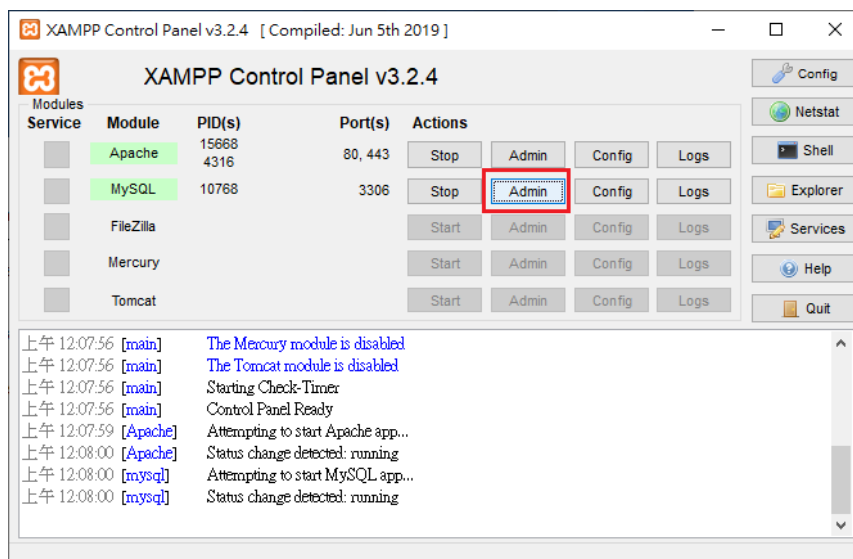 XAMPP Control Panel v3.2.4 [ Compiled: Jun 5th 2019 ]
XAMPP Control Panel v3.2.4
Config
Modules
Service Module PID(s) Port(s) Actions
Netstat
Apache 15668 4316 80, 443 Stop Admin Config Logs
Shell
MySQL 10768 3306 Stop Admin Config Logs
Explorer
FileZilla Start Admin Config Logs
Services
Mercury Start Admin Config Logs
Help
Tomcat Start Admin Config Logs
Quit
上午 12:07:56 [main] The Mercury module is disabled
上午 12:07:56 [main] The Tomcat module is disabled
上午 12:07:56 [main] Starting Check-Timer
上午 12:07:56 [main] Control Panel Ready
上午 12:07:59 [Apache] Attempting to start Apache app...
上午 12:08:00 [Apache] Status change detected: running
上午 12:08:00 [mysql] Attempting to start MySQL app...
上午 12:08:00 [mysql] Status change detected: running